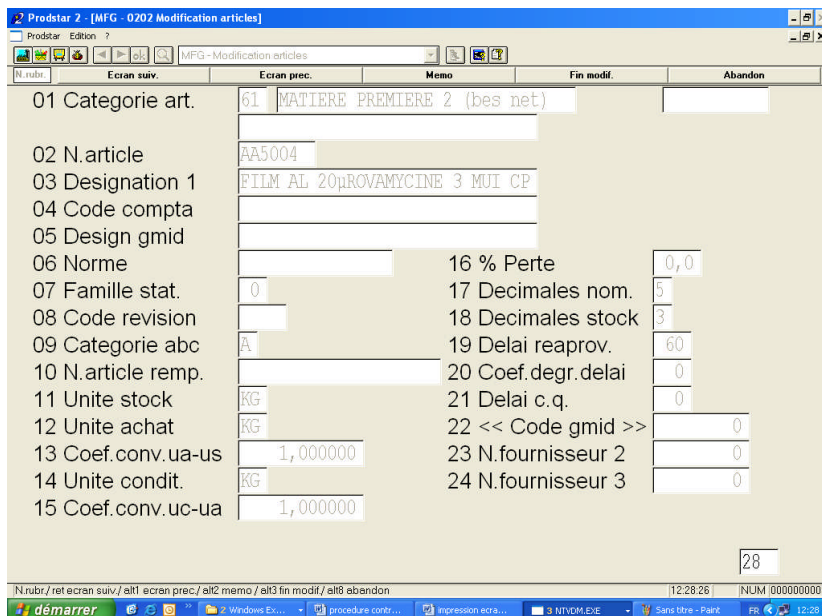 Prodstar 2 - [MFG - 0202 Modification articles]
Prodstar Edition ?
ok MFG - Modification articles
N.rubr. Ecran suiv. Ecran prec. Memo Fin modif. Abandon
01 Categorie art. 61 MATIERE PREMIERE 2 (bes net)
02 N.article AA5004
03 Designation 1 FILM AL 20µROVAMYCINE 3 MUI CP
04 Code compta
05 Design gmid
06 Norme 16 % Perte 0,0
07 Famille stat. 0 17 Decimales nom. 5
08 Code revision 18 Decimales stock 3
09 Categorie abc A 19 Delai reaprov. 60
10 N.article remp. 20 Coef.degr.delai 0
11 Unite stock KG 21 Delai c.q. 0
12 Unite achat KG 22 << Code gmid >> 0
13 Coef.conv.ua-us 1,000000 23 N.fournisseur 2 0
14 Unite condit. KG 24 N.fournisseur 3 0
15 Coef.conv.uc-ua 1,000000
28
N.rubr./ ret ecran suiv./ alt1 ecran prec./ alt2 memo / alt3 fin modif./ alt8 abandon 12:28:26 NUM 000000000
démarrer 2 Windows Ex... procedure contr... impression ecra... 3 NTVDM.EXE Sans titre - Paint FR 12:28